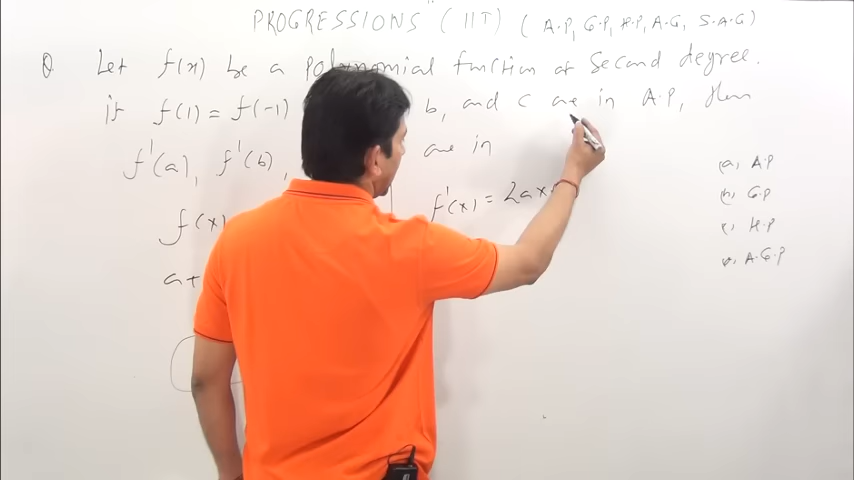 PROGRESSIONS (IIT) (A.P, G.P, H.P, A.G, S.A.G)
Q Let f(x) be a polynomial function of Second degree.
if f(1) = f(-1) b, and c are in A.P, then
f'(a), f'(b), are in
(a) A.P
f'(x) = 2ax
(b) G.P
f(x)
(c) H.P
A.G.P
a+